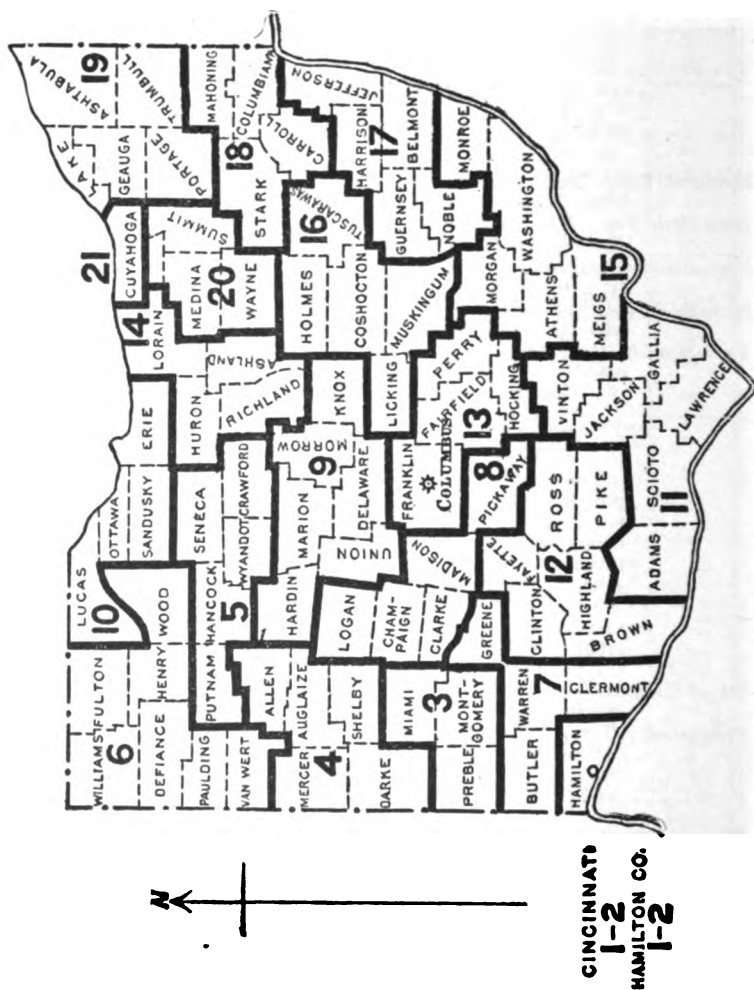 ASHTABULA
19
LAKE
TRUMBULL
GEAUGA
PORTAGE
MAHONING
COLUMBIANA
18
STARK
CARROLL
JEFFERSON
21
CUYAHOGA
SUMMIT
20
MEDINA
WAYNE
14
LORAIN
ASHLAND
HURON
RICHLAND
ERIE
16
TUSCARAWAS
HOLMES
COSHOCTON
MUSKINGUM
HARRISON
17
BELMONT
GUERNSEY
NOBLE
MONROE
WASHINGTON
MORGAN
ATHENS
15
MEIGS
KNOX
LICKING
PERRY
FAIRFIELD
13
HOCKING
VINTON
JACKSON
GALLIA
LAWRENCE
SCIOTO
11
ADAMS
OTTAWA
SANDUSKY
SENECA
CRAWFORD
WYANDOT
MORROW
9
MARION
DELAWARE
UNION
HARDIN
FRANKLIN
COLUMBUS
8
PICKAWAY
MADISON
LOGAN
CHAM-
PAIGN
CLARKE
LUCAS
10
WOOD
HANCOCK
5
PUTNAM
HENRY
FULTON
WILLIAMS
6
DEFIANCE
PAULDING
VAN WERT
ALLEN
AUGLAIZE
MERCER
4
SHELBY
DARKE
MIAMI
3
MONT-
GOMERY
PREBLE
GREENE
FAYETTE
ROSS
PIKE
12
HIGHLAND
CLINTON
BROWN
WARREN
7
CLERMONT
BUTLER
HAMILTON
N
CINCINNATI
1-2
HAMILTON CO.
1-2